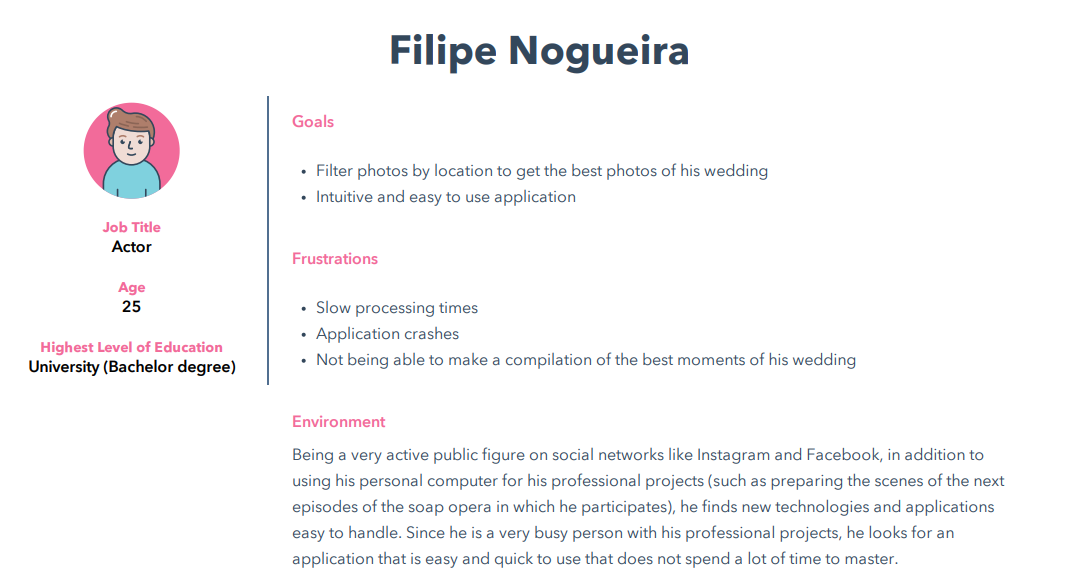 Filipe Nogueira
Job Title
Actor
Age
25
Highest Level of Education
University (Bachelor degree)
Goals
• Filter photos by location to get the best photos of his wedding
• Intuitive and easy to use application
Frustrations
• Slow processing times
• Application crashes
• Not being able to make a compilation of the best moments of his wedding
Environment
Being a very active public figure on social networks like Instagram and Facebook, in addition to
using his personal computer for his professional projects (such as preparing the scenes of the next
episodes of the soap opera in which he participates), he finds new technologies and applications
easy to handle. Since he is a very busy person with his professional projects, he looks for an
application that is easy and quick to use that does not spend a lot of time to master.